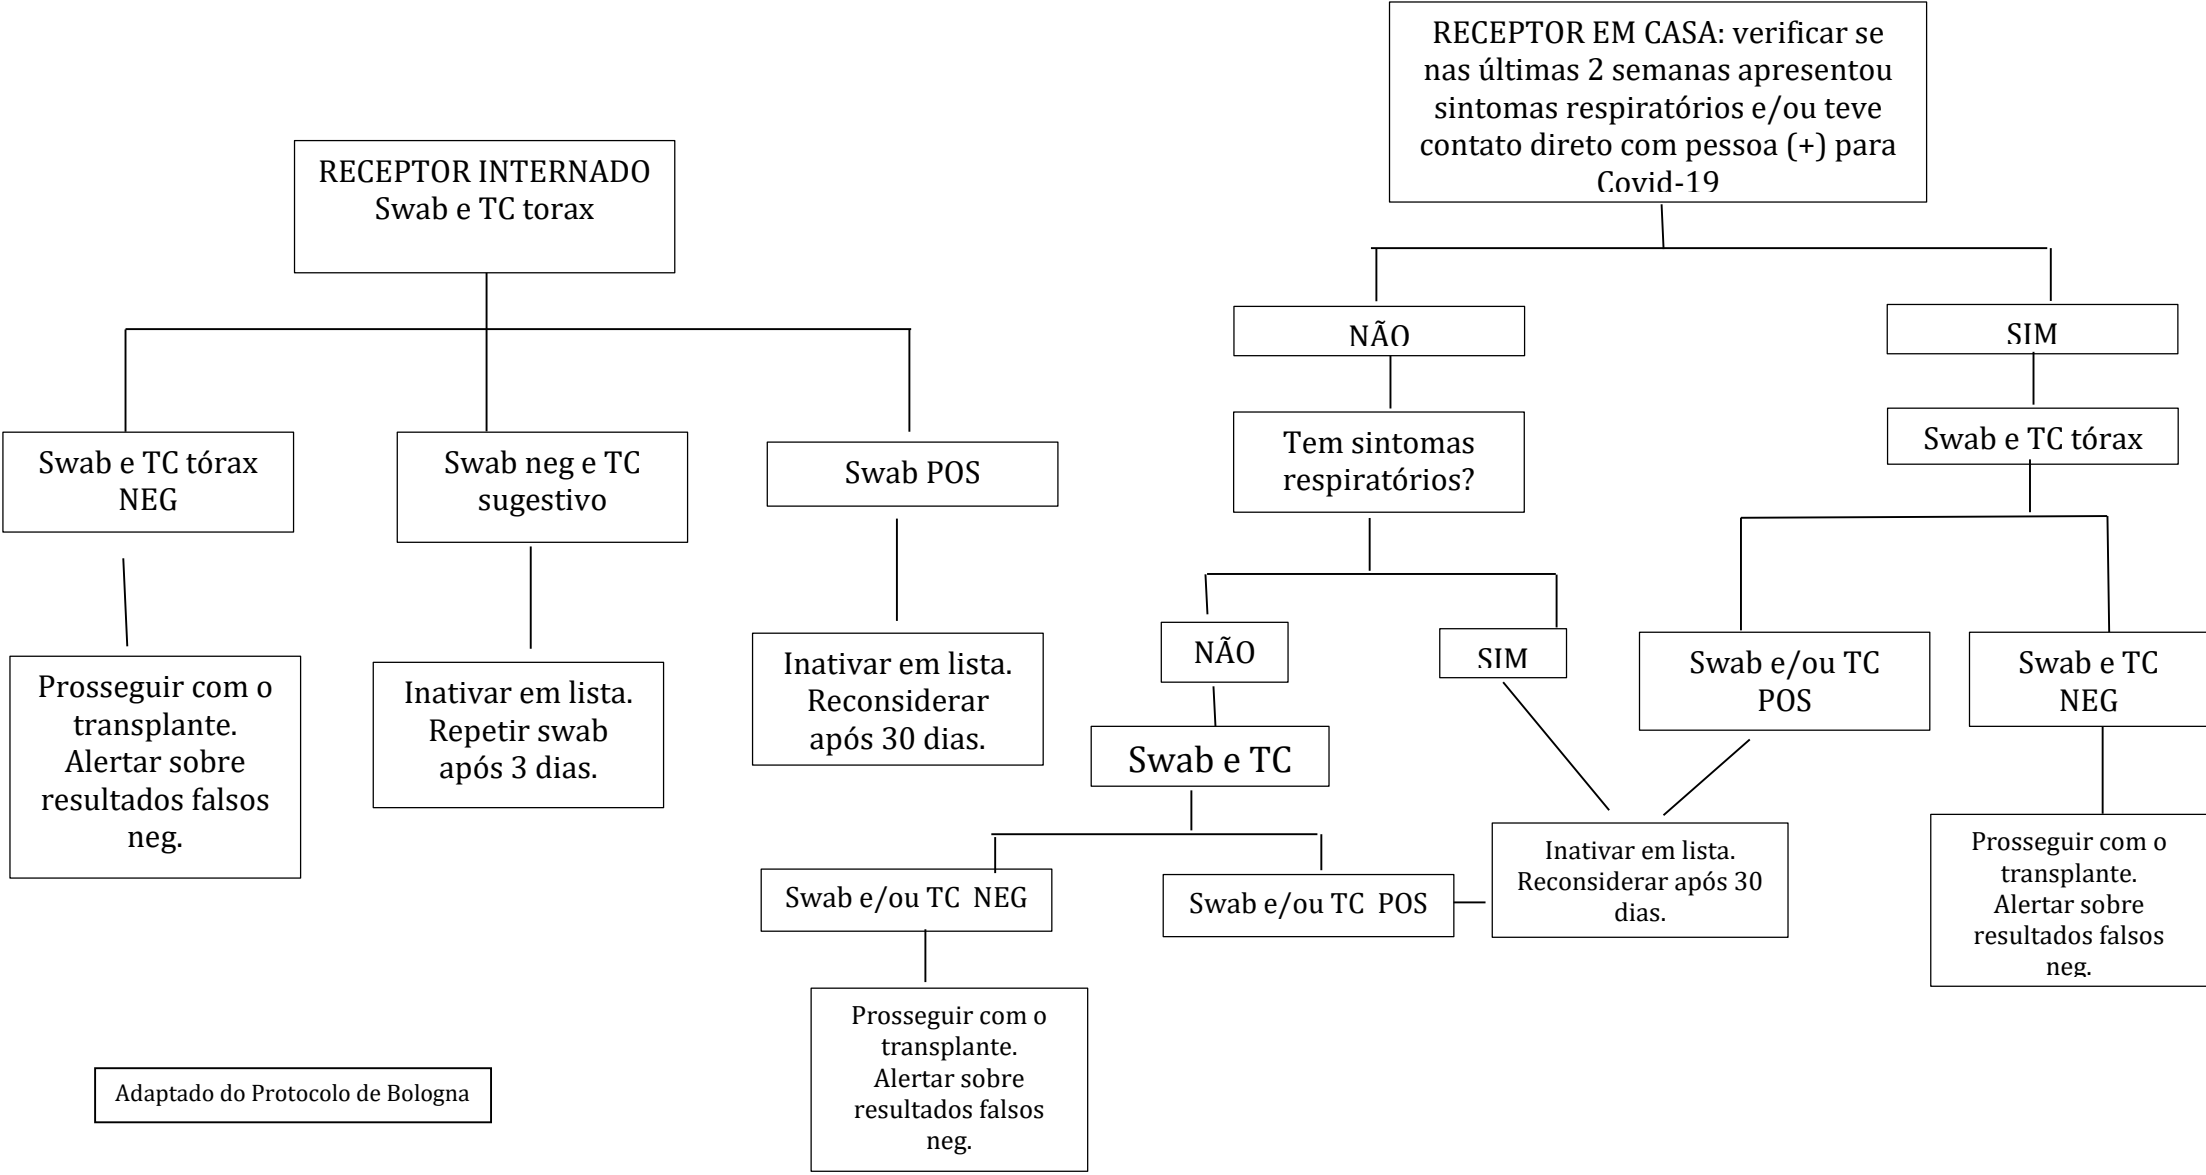 RECEPTOR EM CASA: verificar se
nas últimas 2 semanas apresentou
sintomas respiratórios e/ou teve
contato direto com pessoa (+) para
Covid-19
RECEPTOR INTERNADO
Swab e TC torax
NÃO
SIM
Tem sintomas
respiratórios?
Swab e TC tórax
Swab e TC tórax
NEG
Swab neg e TC
sugestivo
Swab POS
NÃO
SIM
Swab e/ou TC
POS
Swab e TC
NEG
Prosseguir com o
transplante.
Alertar sobre
resultados falsos
neg.
Inativar em lista.
Repetir swab
após 3 dias.
Inativar em lista.
Reconsiderar
após 30 dias.
Swab e TC
Swab e/ou TC  NEG
Swab e/ou TC  POS
Inativar em lista.
Reconsiderar após 30
dias.
Prosseguir com o
transplante.
Alertar sobre
resultados falsos
neg.
Prosseguir com o
transplante.
Alertar sobre
resultados falsos
neg.
Adaptado do Protocolo de Bologna